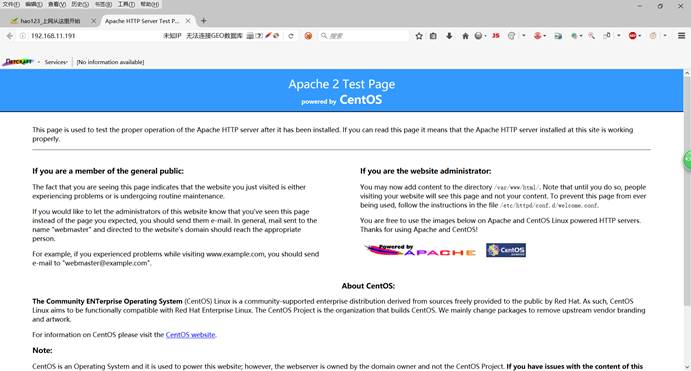 文件(F) 编辑(E) 查看(V) 历史(S) 书签(B) 工具(T) 帮助(H)
hao123_上网从这里开始 Apache HTTP Server Test P...
192.168.11.191 未知IP 无法连接GEO数据库 搜索
NETCRAFT Services [No information available]
Apache 2 Test Page
powered by CentOS
This page is used to test the proper operation of the Apache HTTP server after it has been installed. If you can read this page it means that the Apache HTTP server installed at this site is working
properly.
If you are a member of the general public:
The fact that you are seeing this page indicates that the website you just visited is either
experiencing problems or is undergoing routine maintenance.
If you would like to let the administrators of this website know that you've seen this page
instead of the page you expected, you should send them e-mail. In general, mail sent to the
name "webmaster" and directed to the website's domain should reach the appropriate
person.
For example, if you experienced problems while visiting www.example.com, you should send
e-mail to "webmaster@example.com".
If you are the website administrator:
You may now add content to the directory /var/www/html/. Note that until you do so, people
visiting your website will see this page and not your content. To prevent this page from ever
being used, follow the instructions in the file /etc/httpd/conf.d/welcome.conf.
You are free to use the images below on Apache and CentOS Linux powered HTTP servers.
Thanks for using Apache and CentOS!
Powered by
APACHE
CentOS
About CentOS:
The Community ENTerprise Operating System (CentOS) Linux is a community-supported enterprise distribution derived from sources freely provided to the public by Red Hat. As such, CentOS
Linux aims to be functionally compatible with Red Hat Enterprise Linux. The CentOS Project is the organization that builds CentOS. We mainly change packages to remove upstream vendor branding
and artwork.
For information on CentOS please visit the CentOS website.
Note:
CentOS is an Operating System and it is used to power this website; however, the webserver is owned by the domain owner and not the CentOS Project. If you have issues with the content of this